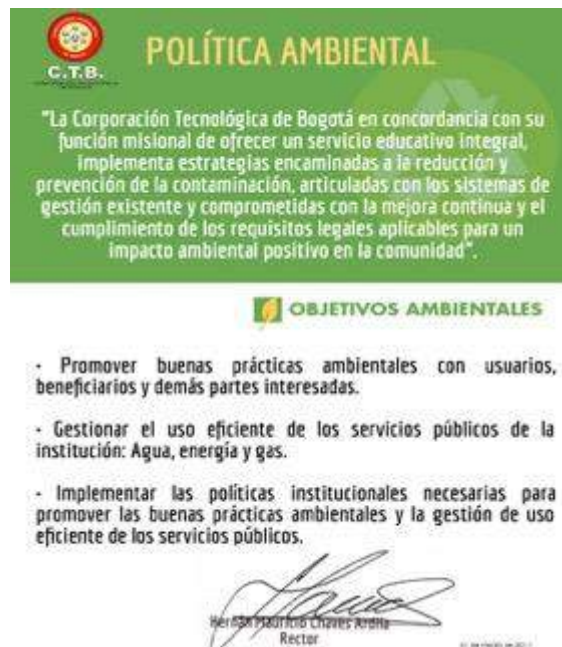 C.T.B.
POLÍTICA AMBIENTAL
"La Corporación Tecnológica de Bogotá en concordancia con su
función misional de ofrecer un servicio educativo integral,
implementa estrategias encaminadas a la reducción y
prevención de la contaminación, articuladas con los sistemas de
gestión existente y comprometidas con la mejora continua y el
cumplimiento de los requisitos legales aplicables para un
impacto ambiental positivo en la comunidad".
OBJETIVOS AMBIENTALES
- Promover buenas prácticas ambientales con usuarios,
beneficiarios y demás partes interesadas.
- Gestionar el uso eficiente de los servicios públicos de la
institución: Agua, energía y gas.
- Implementar las políticas institucionales necesarias para
promover las buenas prácticas ambientales y la gestión de uso
eficiente de los servicios públicos.
Hernán Mauricio Chaves Ardila
Rector